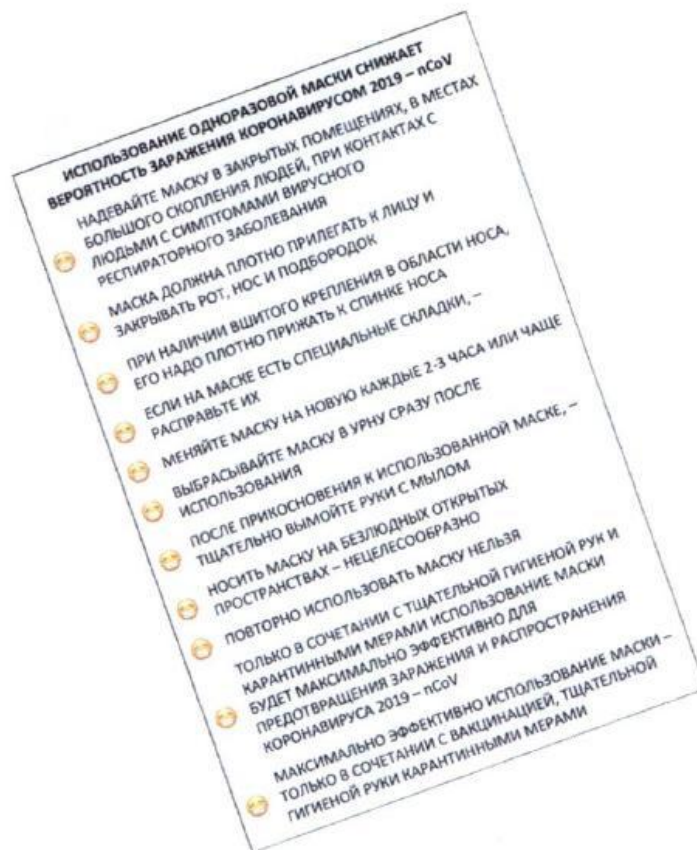 ИСПОЛЬЗОВАНИЕ ОДНОРАЗОВОЙ МАСКИ СНИЖАЕТ
ВЕРОЯТНОСТЬ ЗАРАЖЕНИЯ КОРОНАВИРУСОМ 2019 – nCoV
НАДЕВАЙТЕ МАСКУ В ЗАКРЫТЫХ ПОМЕЩЕНИЯХ, В МЕСТАХ
БОЛЬШОГО СКОПЛЕНИЯ ЛЮДЕЙ, ПРИ КОНТАКТАХ С
ЛЮДЬМИ С СИМПТОМАМИ ВИРУСНОГО
РЕСПИРАТОРНОГО ЗАБОЛЕВАНИЯ
МАСКА ДОЛЖНА ПЛОТНО ПРИЛЕГАТЬ К ЛИЦУ И
ЗАКРЫВАТЬ РОТ, НОС И ПОДБОРОДОК
ПРИ НАЛИЧИИ ВШИТОГО КРЕПЛЕНИЯ В ОБЛАСТИ НОСА,
ЕГО НАДО ПЛОТНО ПРИЖАТЬ К СПИНКЕ НОСА
ЕСЛИ НА МАСКЕ ЕСТЬ СПЕЦИАЛЬНЫЕ СКЛАДКИ, –
РАСПРАВЬТЕ ИХ
МЕНЯЙТЕ МАСКУ НА НОВУЮ КАЖДЫЕ 2-3 ЧАСА ИЛИ ЧАЩЕ
ВЫБРАСЫВАЙТЕ МАСКУ В УРНУ СРАЗУ ПОСЛЕ
ИСПОЛЬЗОВАНИЯ
ПОСЛЕ ПРИКОСНОВЕНИЯ К ИСПОЛЬЗОВАННОЙ МАСКЕ, –
ТЩАТЕЛЬНО ВЫМОЙТЕ РУКИ С МЫЛОМ
НОСИТЬ МАСКУ НА БЕЗЛЮДНЫХ ОТКРЫТЫХ
ПРОСТРАНСТВАХ – НЕЦЕЛЕСООБРАЗНО
ПОВТОРНО ИСПОЛЬЗОВАТЬ МАСКУ НЕЛЬЗЯ
ТОЛЬКО В СОЧЕТАНИИ С ТЩАТЕЛЬНОЙ ГИГИЕНОЙ РУК И
КАРАНТИННЫМИ МЕРАМИ ИСПОЛЬЗОВАНИЕ МАСКИ
БУДЕТ МАКСИМАЛЬНО ЭФФЕКТИВНО ДЛЯ
ПРЕДОТВРАЩЕНИЯ ЗАРАЖЕНИЯ И РАСПРОСТРАНЕНИЯ
КОРОНАВИРУСА 2019 – nCoV
МАКСИМАЛЬНО ЭФФЕКТИВНО ИСПОЛЬЗОВАНИЕ МАСКИ –
ТОЛЬКО В СОЧЕТАНИИ С ВАКЦИНАЦИЕЙ, ТЩАТЕЛЬНОЙ
ГИГИЕНОЙ РУКИ КАРАНТИННЫМИ МЕРАМИ